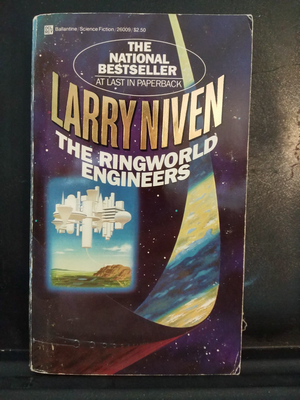 Ballantine/Science Fiction/26009/$2.50
THE
NATIONAL
BESTSELLER
AT LAST IN PAPERBACK
LARRY NIVEN
THE RINGWORLD
ENGINEERS